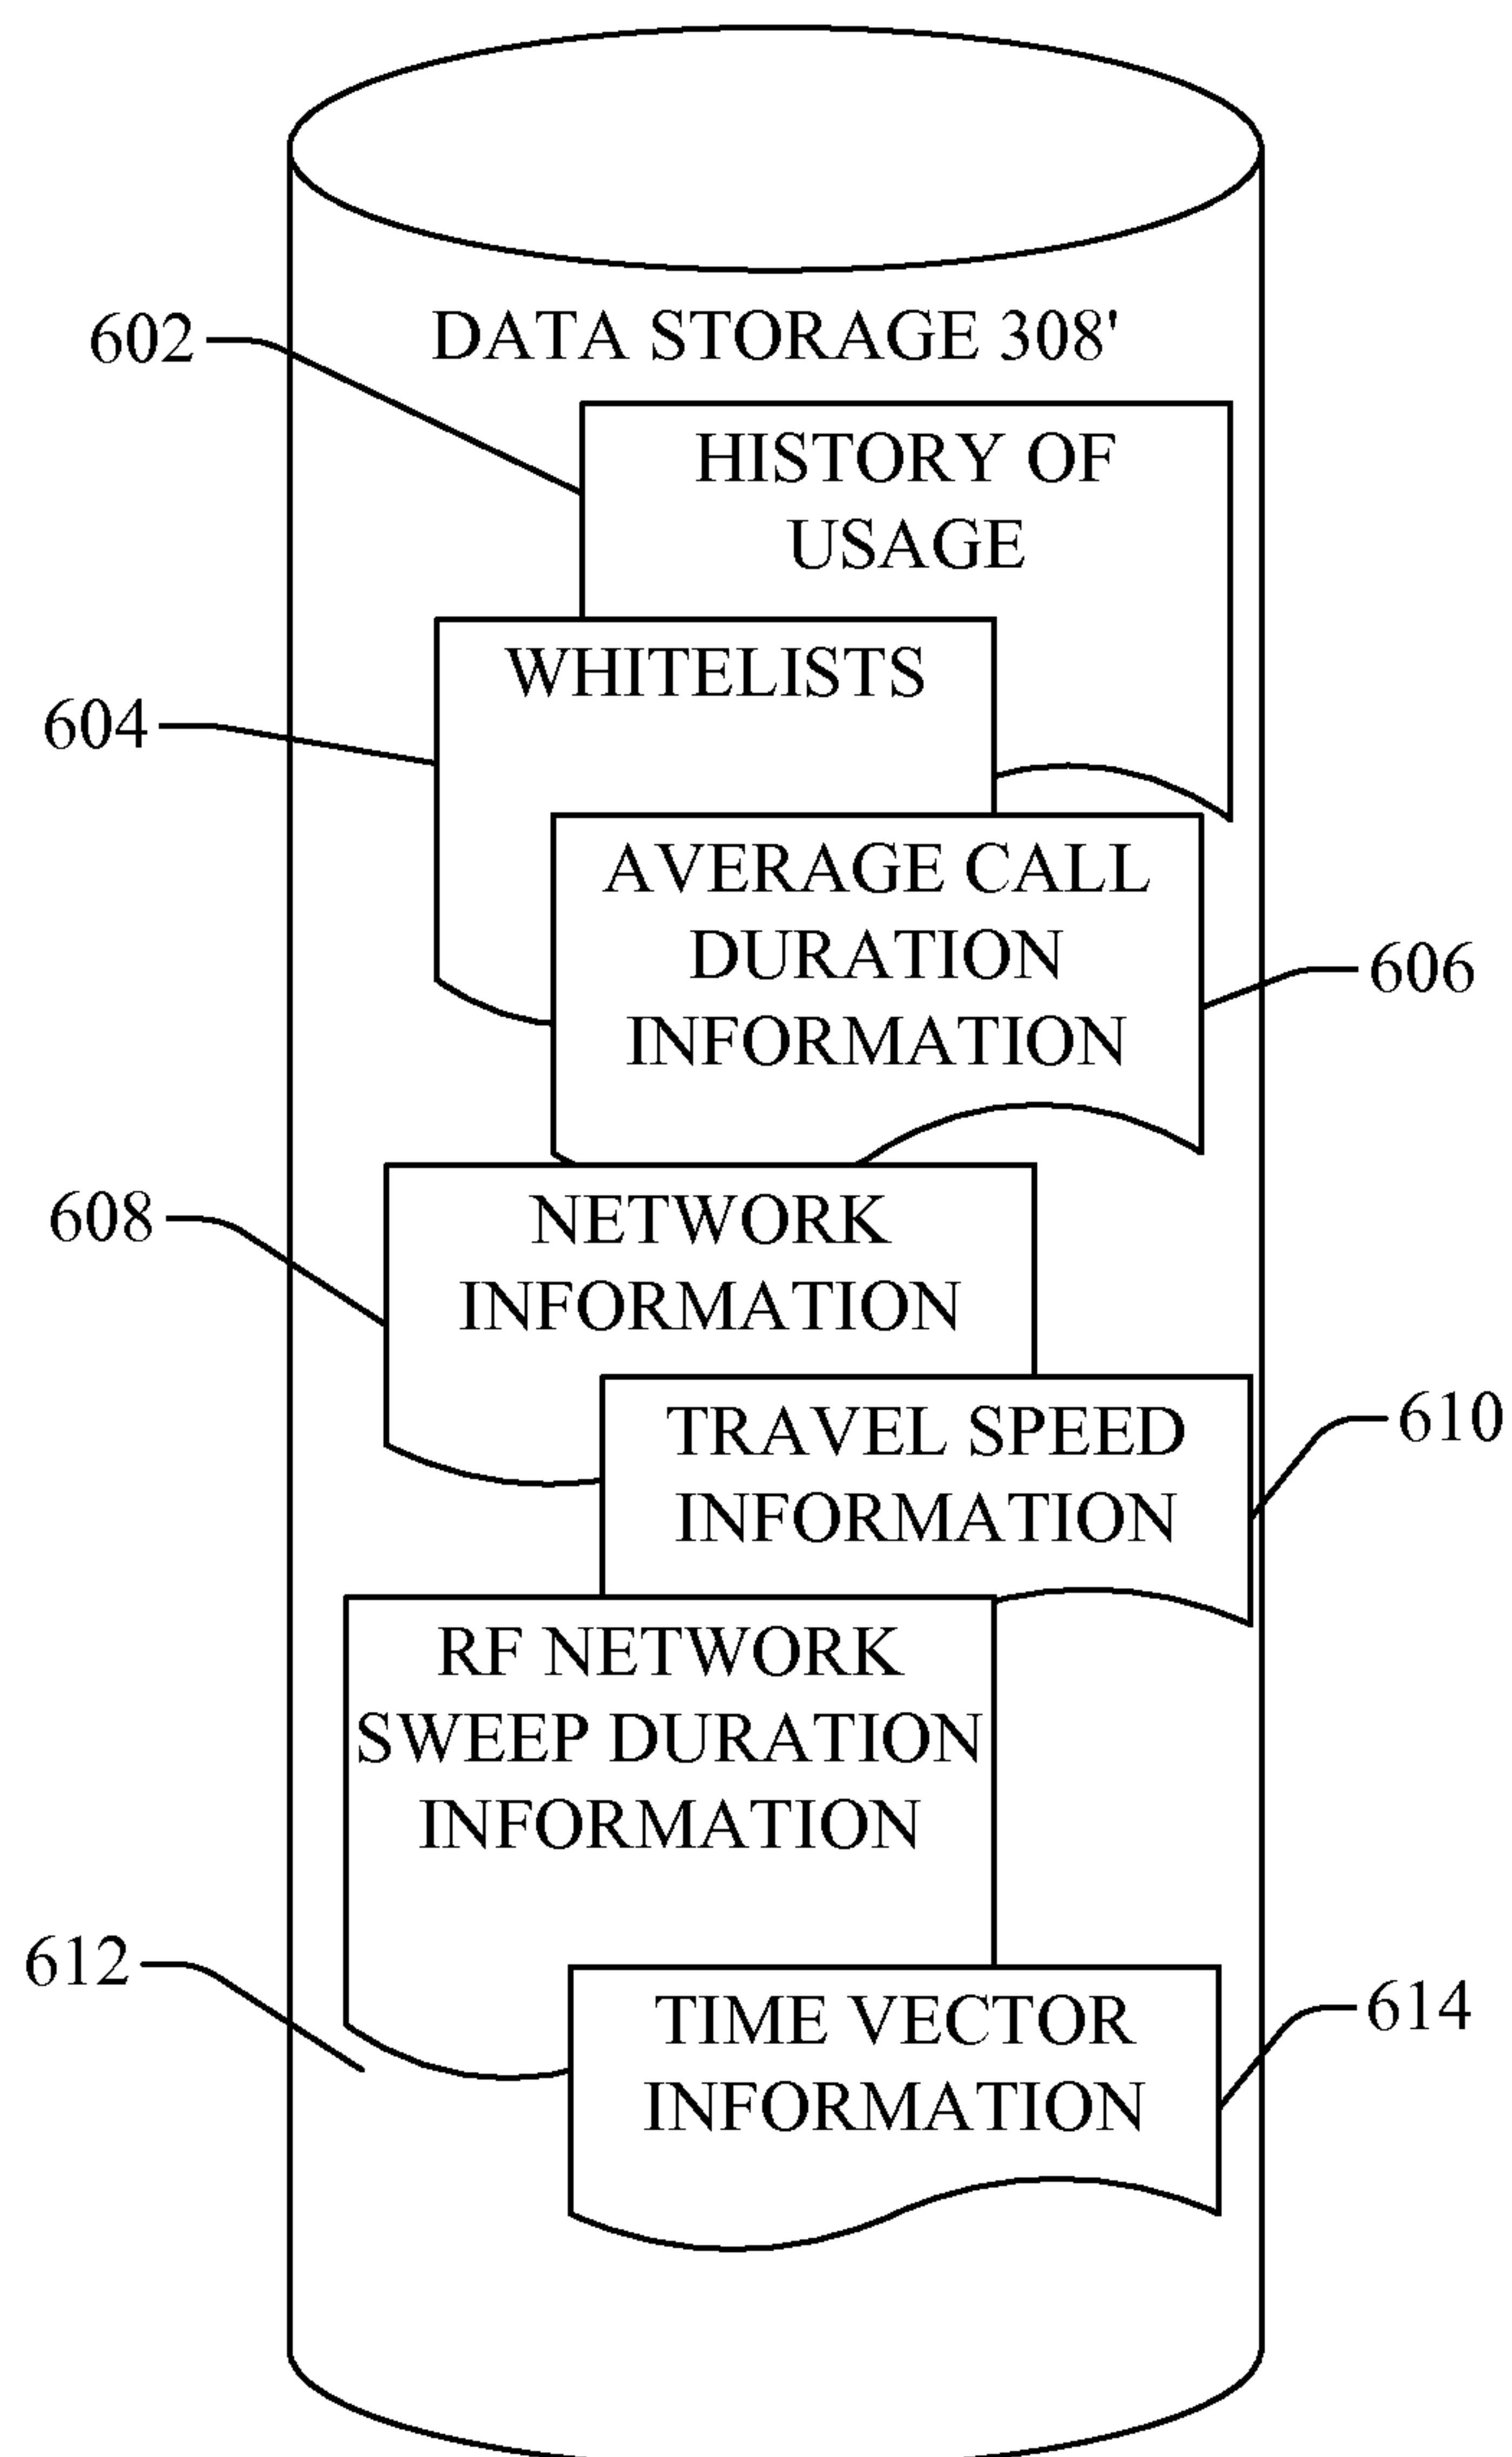 602
DATA STORAGE 308'
HISTORY OF
USAGE
604
WHITELISTS
AVERAGE CALL
DURATION
INFORMATION
606
608
NETWORK
INFORMATION
TRAVEL SPEED
INFORMATION
610
RF NETWORK
SWEEP DURATION
INFORMATION
612
TIME VECTOR
INFORMATION
614